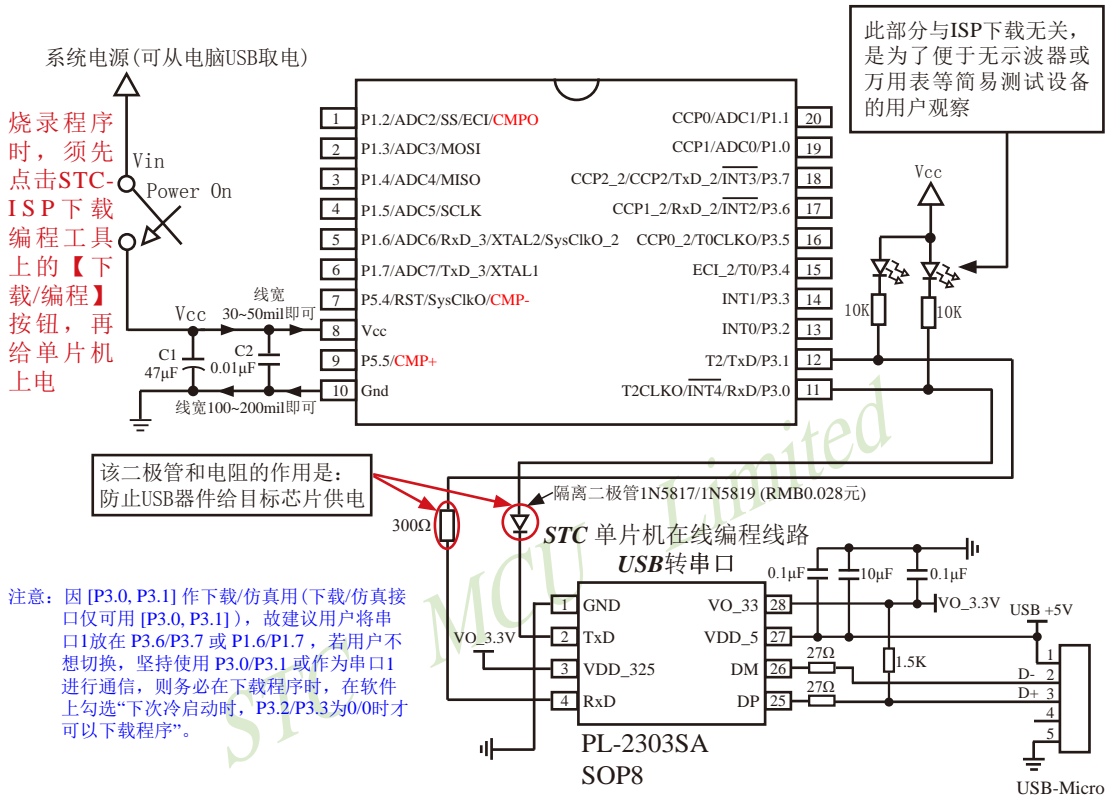 系统电源(可从电脑USB取电)
烧录程序
时，须先
点击STC-
ISP下载
编程工具
上的【下
载/编程】
按钮，再
给单片机
上电
Vin
Power On
Vcc
线宽
30~50mil即可
C1
47μF
C2
0.01μF
线宽100~200mil即可
1 P1.2/ADC2/SS/ECI/CMPO
2 P1.3/ADC3/MOSI
3 P1.4/ADC4/MISO
4 P1.5/ADC5/SCLK
5 P1.6/ADC6/RxD_3/XTAL2/SysClkO_2
6 P1.7/ADC7/TxD_3/XTAL1
7 P5.4/RST/SysClkO/CMP-
8 Vcc
9 P5.5/CMP+
10 Gnd
CCP0/ADC1/P1.1 20
CCP1/ADC0/P1.0 19
CCP2_2/CCP2/TxD_2/INT3/P3.7 18
CCP1_2/RxD_2/INT2/P3.6 17
CCP0_2/T0CLKO/P3.5 16
ECI_2/T0/P3.4 15
INT1/P3.3 14
INT0/P3.2 13
T2/TxD/P3.1 12
T2CLKO/INT4/RxD/P3.0 11
此部分与ISP下载无关，
是为了便于无示波器或
万用表等简易测试设备
的用户观察
Vcc
10K
10K
该二极管和电阻的作用是：
防止USB器件给目标芯片供电
300Ω
隔离二极管1N5817/1N5819 (RMB0.028元)
STC 单片机在线编程线路
USB转串口
注意：因 [P3.0, P3.1] 作下载/仿真用(下载/仿真接
口仅可用 [P3.0, P3.1] )，故建议用户将串
口1放在 P3.6/P3.7 或 P1.6/P1.7 ，若用户不
想切换，坚持使用 P3.0/P3.1 或作为串口1
进行通信，则务必在下载程序时，在软件
上勾选“下次冷启动时，P3.2/P3.3为0/0时才
可以下载程序”。
VO_3.3V
1 GND
2 TxD
3 VDD_325
4 RxD
VO_33 28
VDD_5 27
DM 26
DP 25
PL-2303SA
SOP8
0.1μF
10μF
0.1μF
VO_3.3V
1.5K
27Ω
27Ω
USB +5V
1
D- 2
D+ 3
4
5
USB-Micro
STC MCU Limited